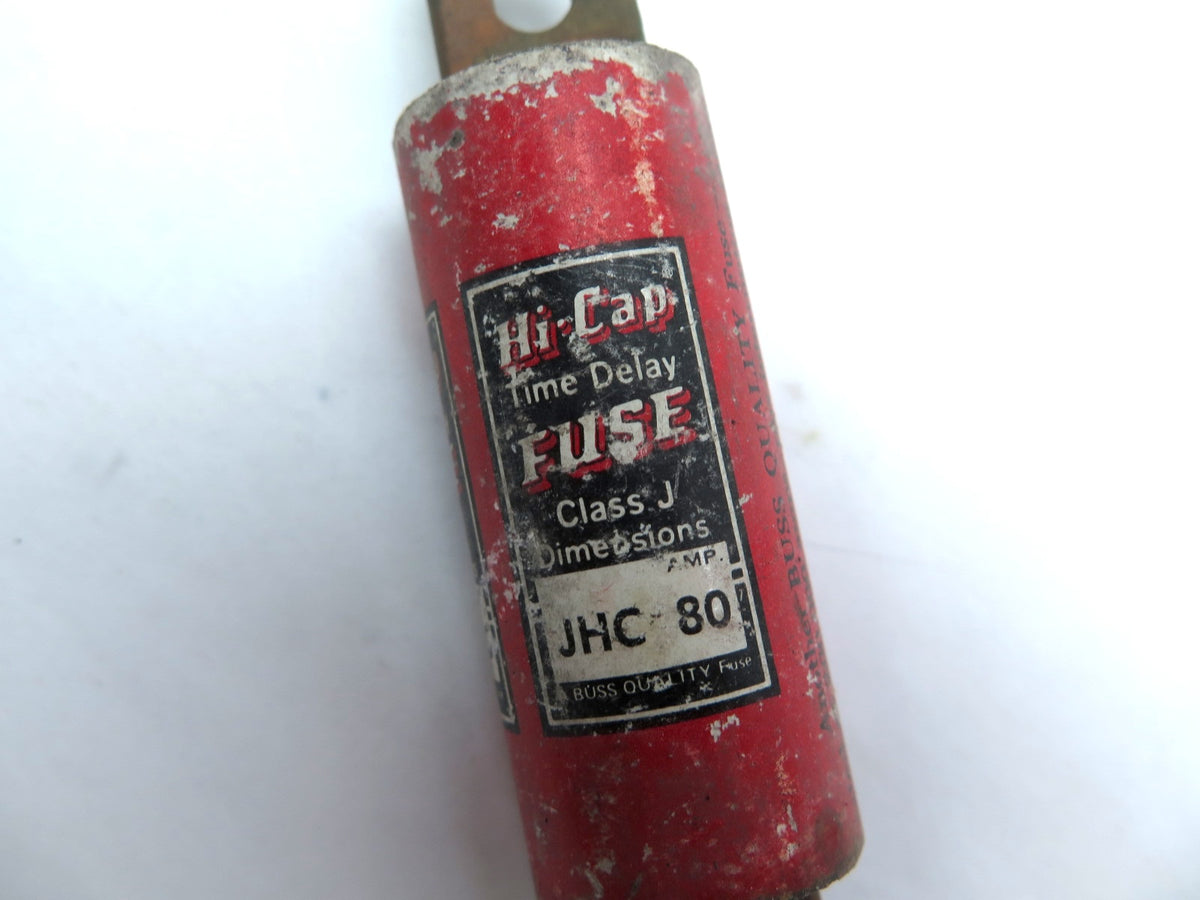 Hi-Cap
Time Delay
FUSE
Class J
Dimensions
AMP.
JHC 80
A BUSS QUALITY Fuse
Another BUSS QUALITY Fuse